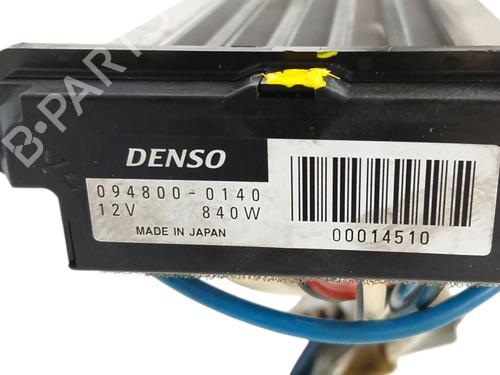 B-PARTS
DENSO
094800-0140
12V 840W
MADE IN JAPAN
00014510